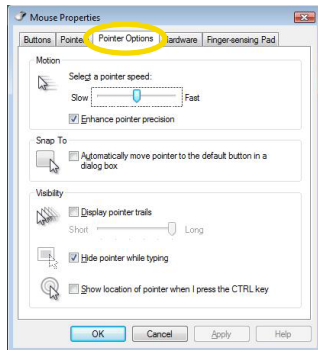 Mouse Properties
Buttons Pointe Pointer Options Hardware Finger-sensing Pad
Motion
Select a pointer speed:
Slow Fast
Enhance pointer precision
Snap To
Automatically move pointer to the default button in a
dialog box
Visibility
Display pointer trails
Short Long
Hide pointer while typing
Show location of pointer when I press the CTRL key
OK Cancel Apply Help